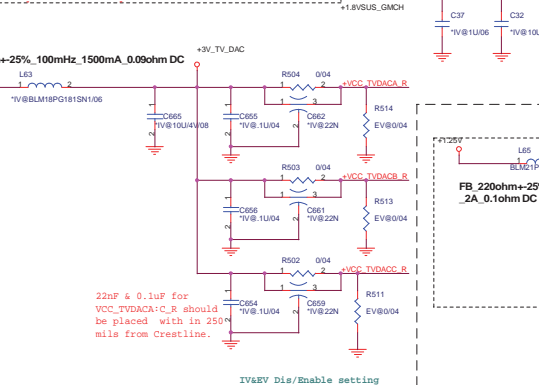 +1.8VSUS_GMCH
C37
*IV@1U/06
C32
+3V_TV_DAC
+-25%_100mHz_1500mA_0.09ohm DC
L63
1 2
*IV@BLM18PG181SN1/06
R504 0/04
1 2
+VCC_TVDACA_R
1 3
C665
*IV@10U/4V/08
C655
*IV@.1U/04
C662
*IV@22N
R514
EV@0/04
+1.25V
L65
FB_220ohm+-25
_2A_0.1ohm DC
R503 0/04
1 2
+VCC_TVDACB_R
1 3
C656
*IV@.1U/04
C661
*IV@22N
R513
EV@0/04
R502 0/04
1 2
+VCC_TVDACC_R
1 3
C654
*IV@.1U/04
C659
*IV@22N
R511
EV@0/04
22nF & 0.1uF for
VCC_TVDACA:C_R should
be placed with in 250
mils from Crestline.
IV&EV Dis/Enable setting